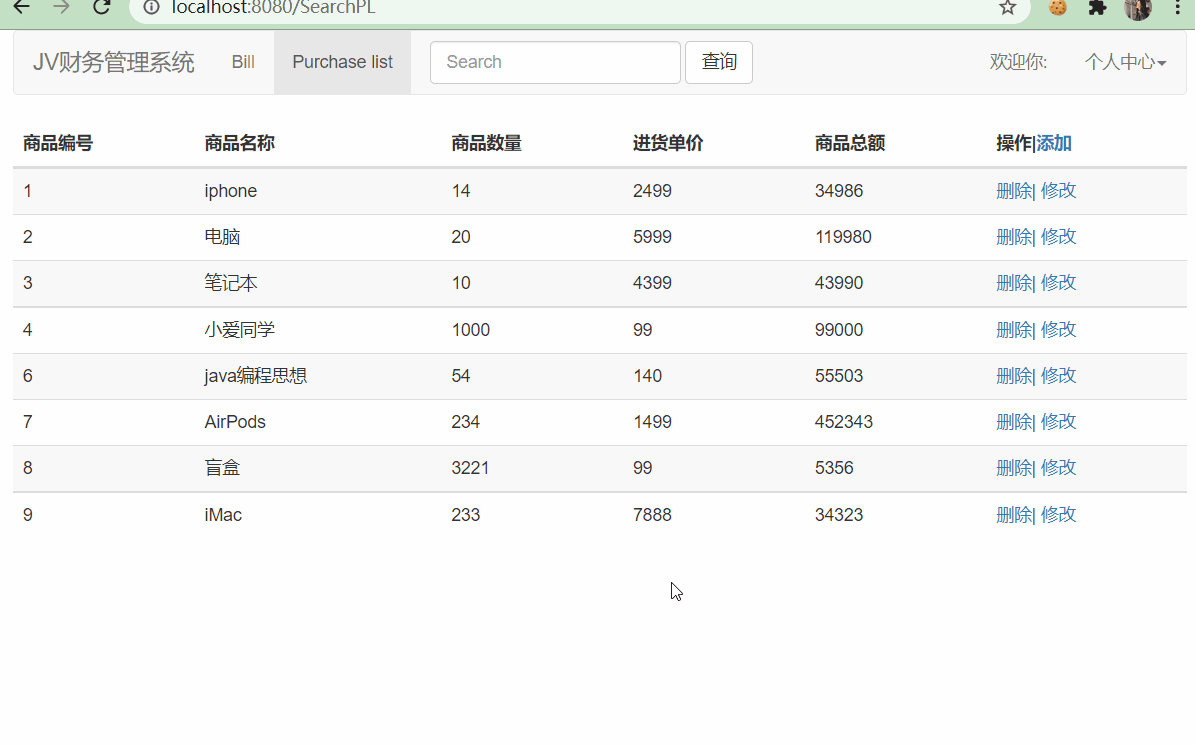 localhost:8080/SearchPL
JV财务管理系统 Bill Purchase list Search 查询 欢迎你: 个人中心
商品编号 商品名称 商品数量 进货单价 商品总额 操作|添加
1 iphone 14 2499 34986 删除| 修改
2 电脑 20 5999 119980 删除| 修改
3 笔记本 10 4399 43990 删除| 修改
4 小爱同学 1000 99 99000 删除| 修改
6 java编程思想 54 140 55503 删除| 修改
7 AirPods 234 1499 452343 删除| 修改
8 盲盒 3221 99 5356 删除| 修改
9 iMac 233 7888 34323 删除| 修改